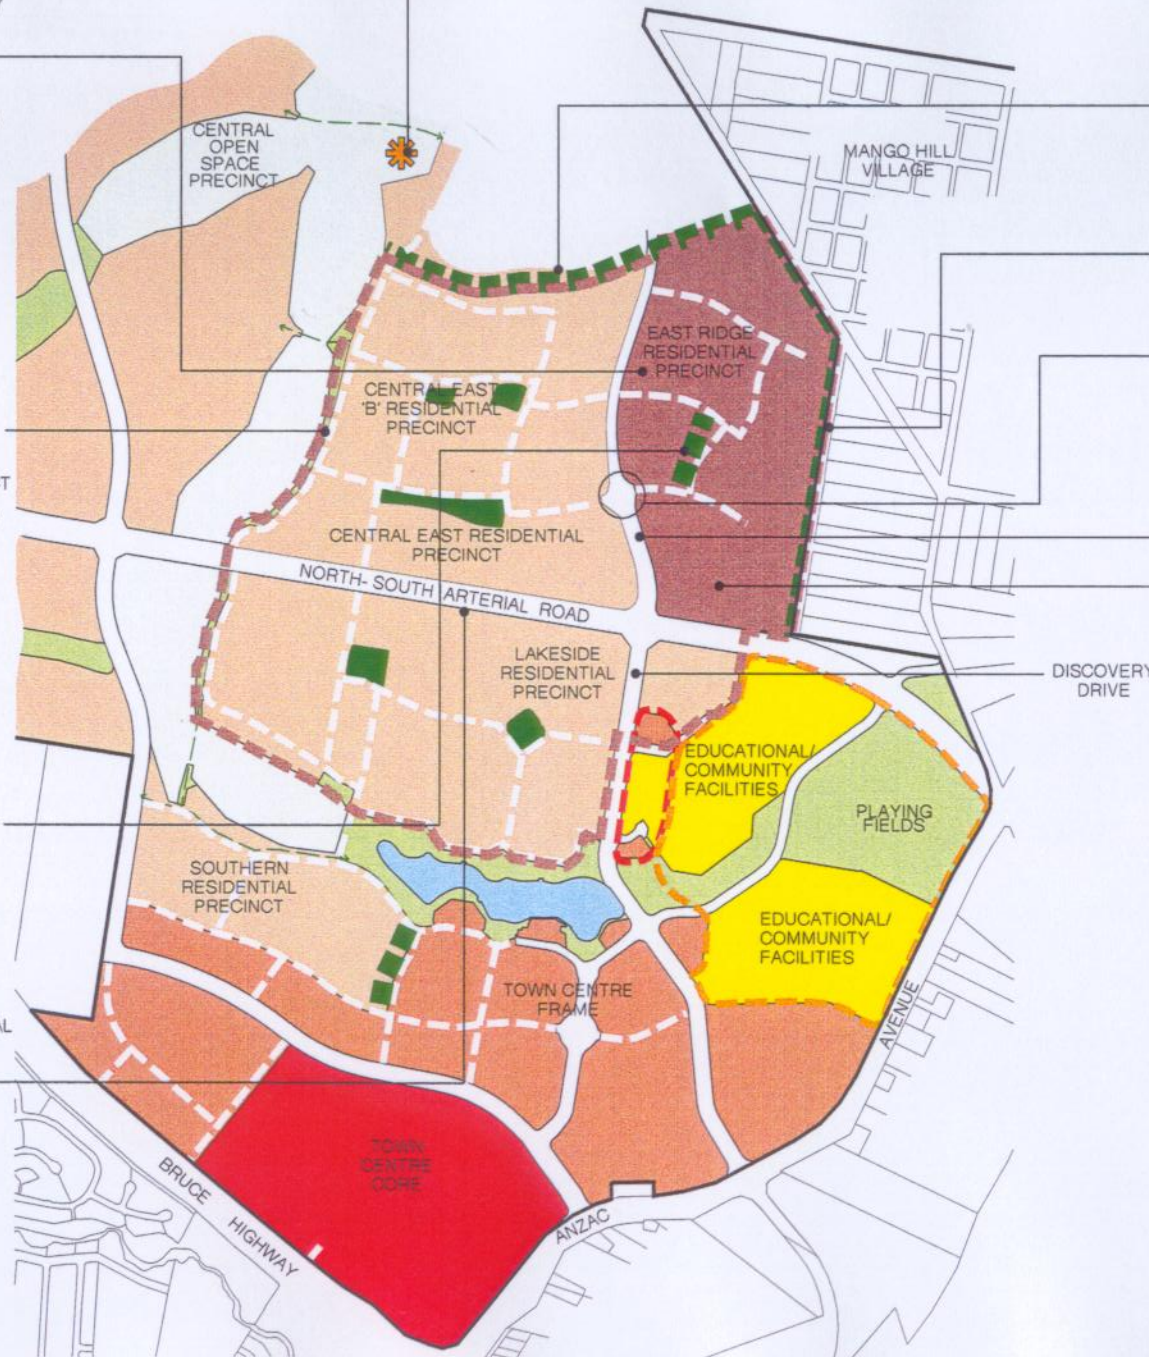 CENTRAL
OPEN
SPACE
PRECINCT
MANGO HILL
VILLAGE
EAST RIDGE
RESIDENTIAL
PRECINCT
CENTRAL EAST
'B' RESIDENTIAL
PRECINCT
CENTRAL EAST RESIDENTIAL
PRECINCT
NORTH-SOUTH ARTERIAL ROAD
LAKESIDE
RESIDENTIAL
PRECINCT
DISCOVERY
DRIVE
EDUCATIONAL/
COMMUNITY
FACILITIES
PLAYING
FIELDS
SOUTHERN
RESIDENTIAL
PRECINCT
EDUCATIONAL/
COMMUNITY
FACILITIES
TOWN CENTRE
FRAME
TOWN
CENTRE
CORE
BRUCE HIGHWAY
ANZAC AVENUE